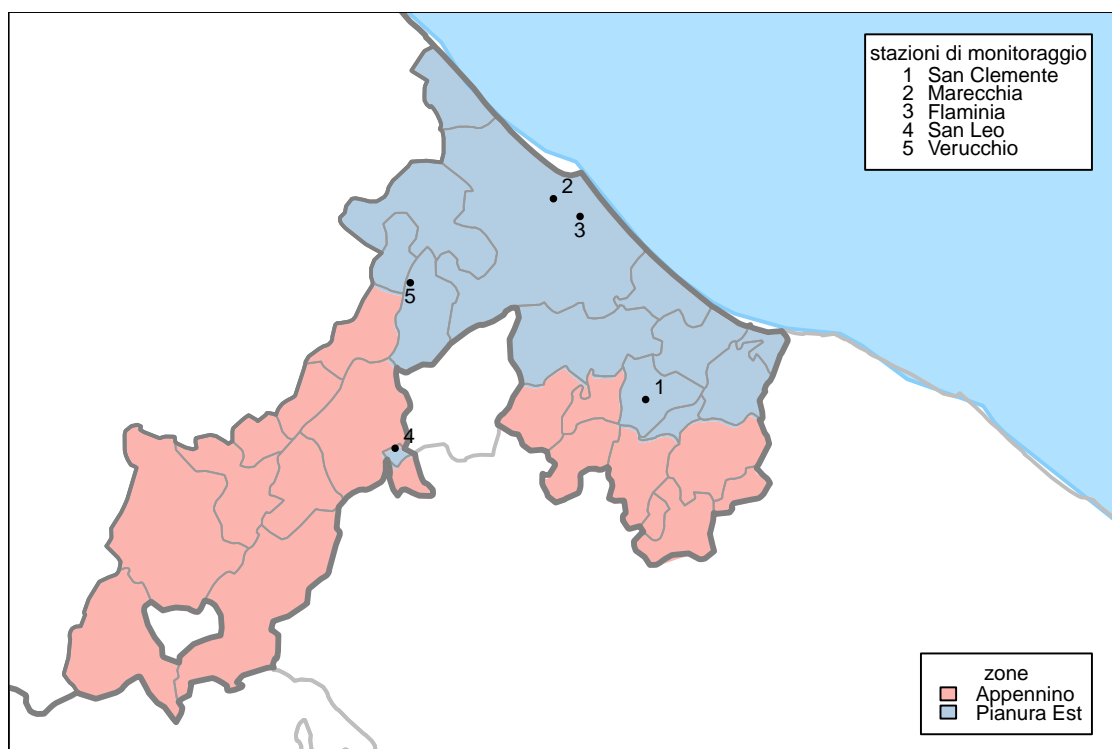 stazioni di monitoraggio
1 San Clemente
2 Marecchia
3 Flaminia
4 San Leo
5 Verucchio
2
3
5
1
4
zone
Appennino
Pianura Est